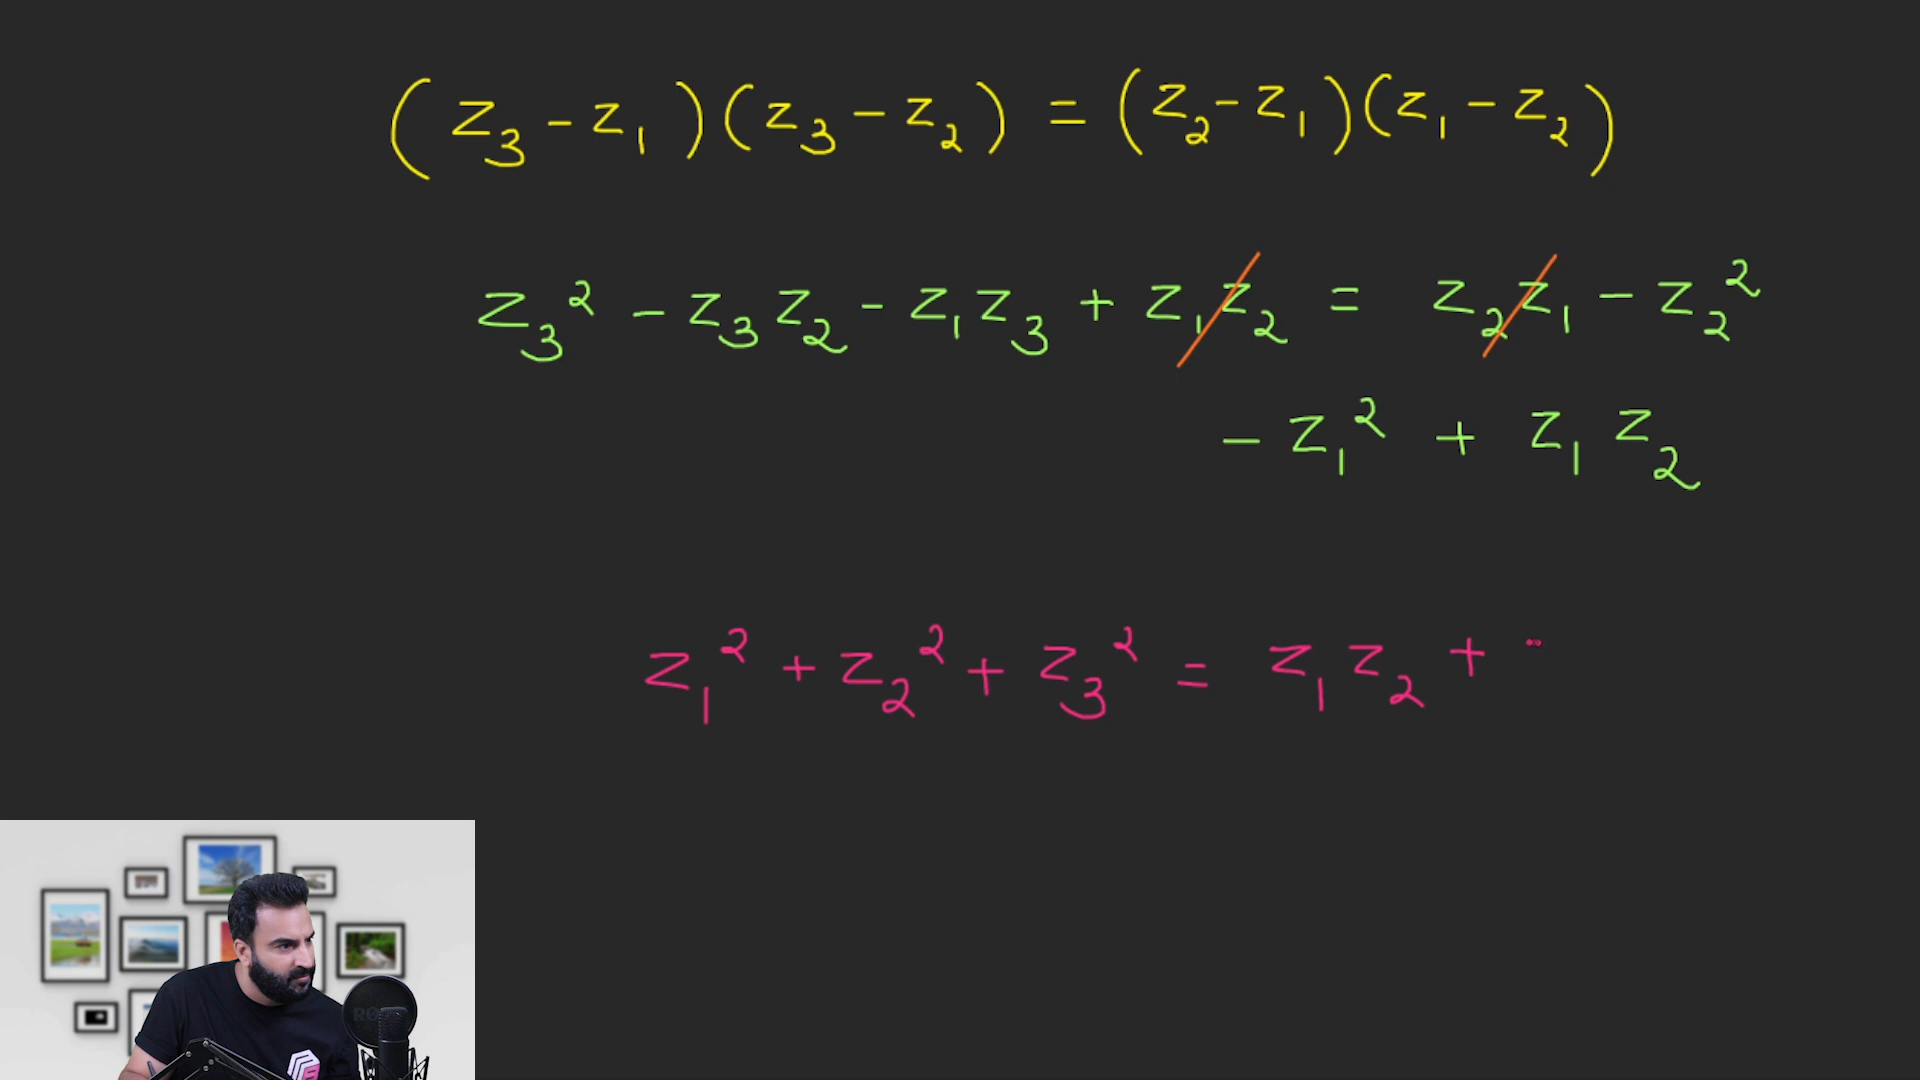 (z₃ - z₁)(z₃ - z₂) = (z₂ - z₁)(z₁ - z₂)
z₃² - z₃z₂ - z₁z₃ + z₁z₂ = z₂z₁ - z₂²
- z₁² + z₁z₂
z₁² + z₂² + z₃² = z₁z₂ +